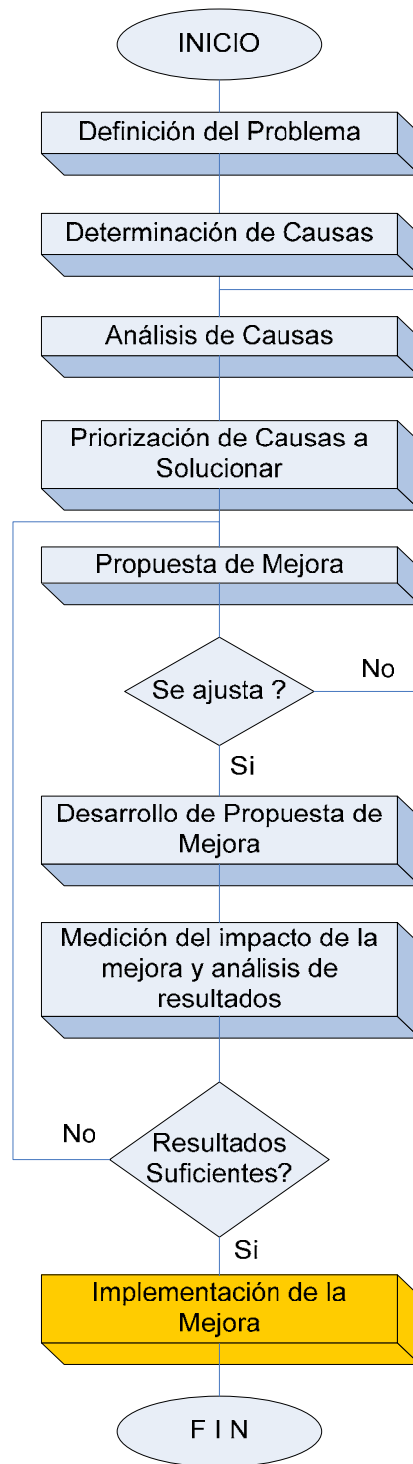 INICIO
Definición del Problema
Determinación de Causas
Análisis de Causas
Priorización de Causas a
Solucionar
Propuesta de Mejora
Se ajusta ?
No
Si
Desarrollo de Propuesta de
Mejora
Medición del impacto de la
mejora y análisis de
resultados
No
Resultados
Suficientes?
Si
Implementación de la
Mejora
F I N